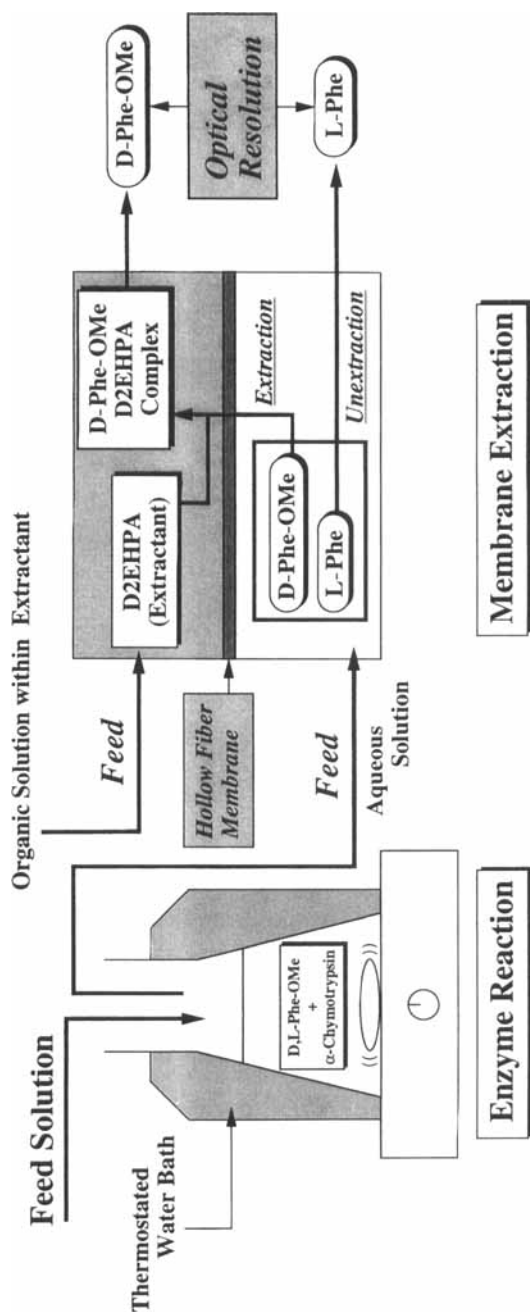 Feed Solution
Thermostated
Water Bath
D,L-Phe-OMe
+
α-Chymotrypsin
Enzyme Reaction
Organic Solution within Extractant
Feed
Hollow Fiber
Membrane
Feed
Aqueous
Solution
D2EHPA
(Extractant)
D-Phe-OMe
D2EHPA
Complex
Extraction
D-Phe-OMe
L-Phe
Unextraction
Membrane Extraction
D-Phe-OMe
Optical
Resolution
L-Phe